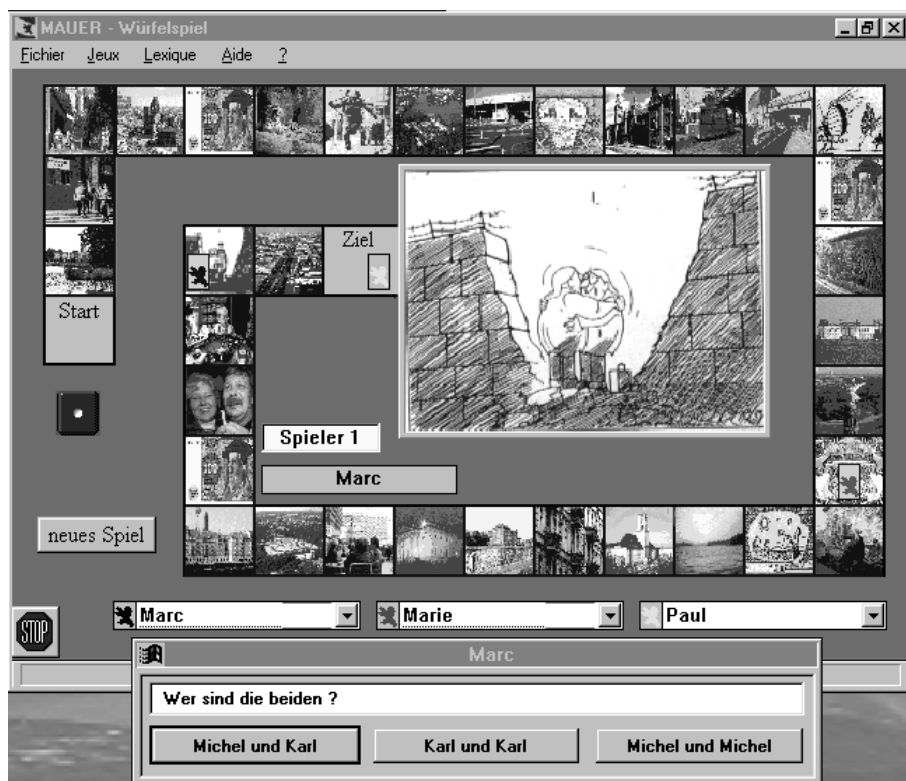 MAUER - Würfelspiel
Fichier Jeux Lexique Aide ?
Ziel
Start
Spieler 1
Marc
neues Spiel
STOP
Marc Marie Paul
Marc
Wer sind die beiden ?
Michel und Karl Karl und Karl Michel und Michel